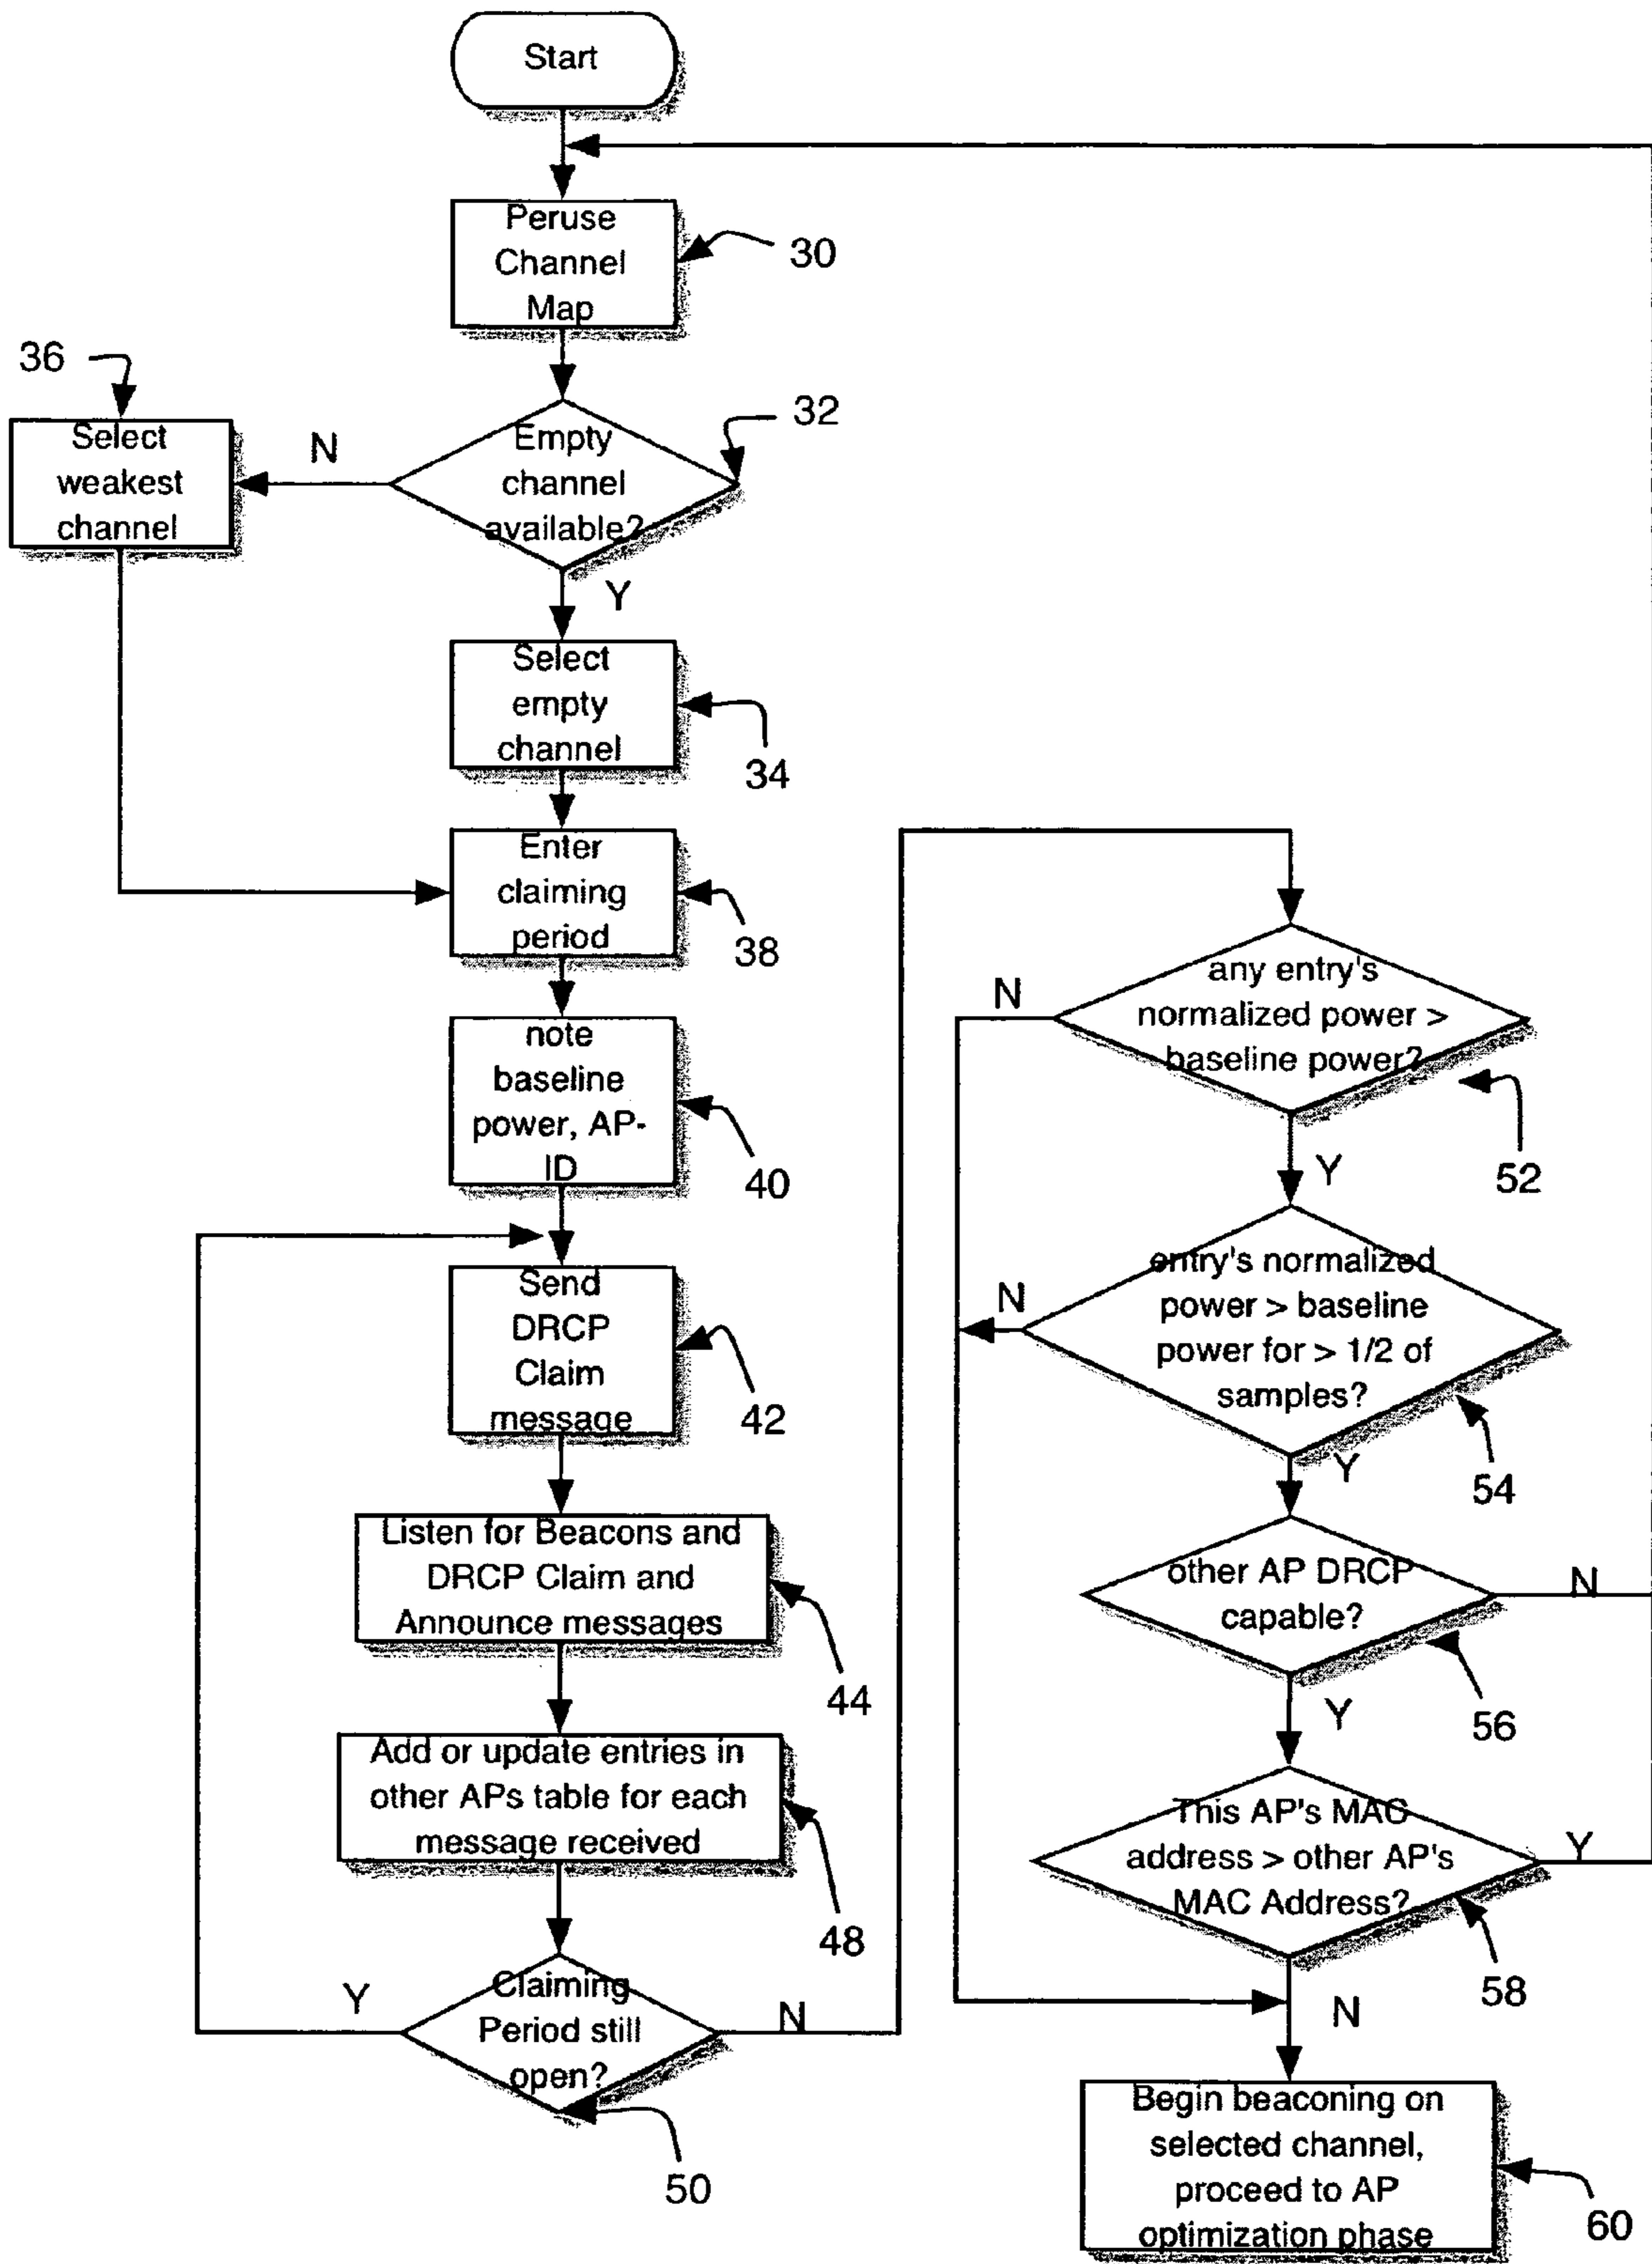 Start
Peruse
Channel
Map
30
36
32
Select
weakest
channel
N
Empty
channel
available?
Y
Select
empty
channel
34
Enter
claiming
period
38
note
baseline
power, AP-
ID
40
Send
DRCP
Claim
message
42
Listen for Beacons and
DRCP Claim and
Announce messages
44
Add or update entries in
other APs table for each
message received
48
Claiming
Period still
open?
Y
N
50
any entry's
normalized power >
baseline power?
N
52
Y
entry's normalized
power > baseline
power for > 1/2 of
samples?
N
54
Y
other AP DRCP
capable?
N
56
Y
This AP's MAC
address > other AP's
MAC Address?
Y
58
N
Begin beaconing on
selected channel,
proceed to AP
optimization phase
60